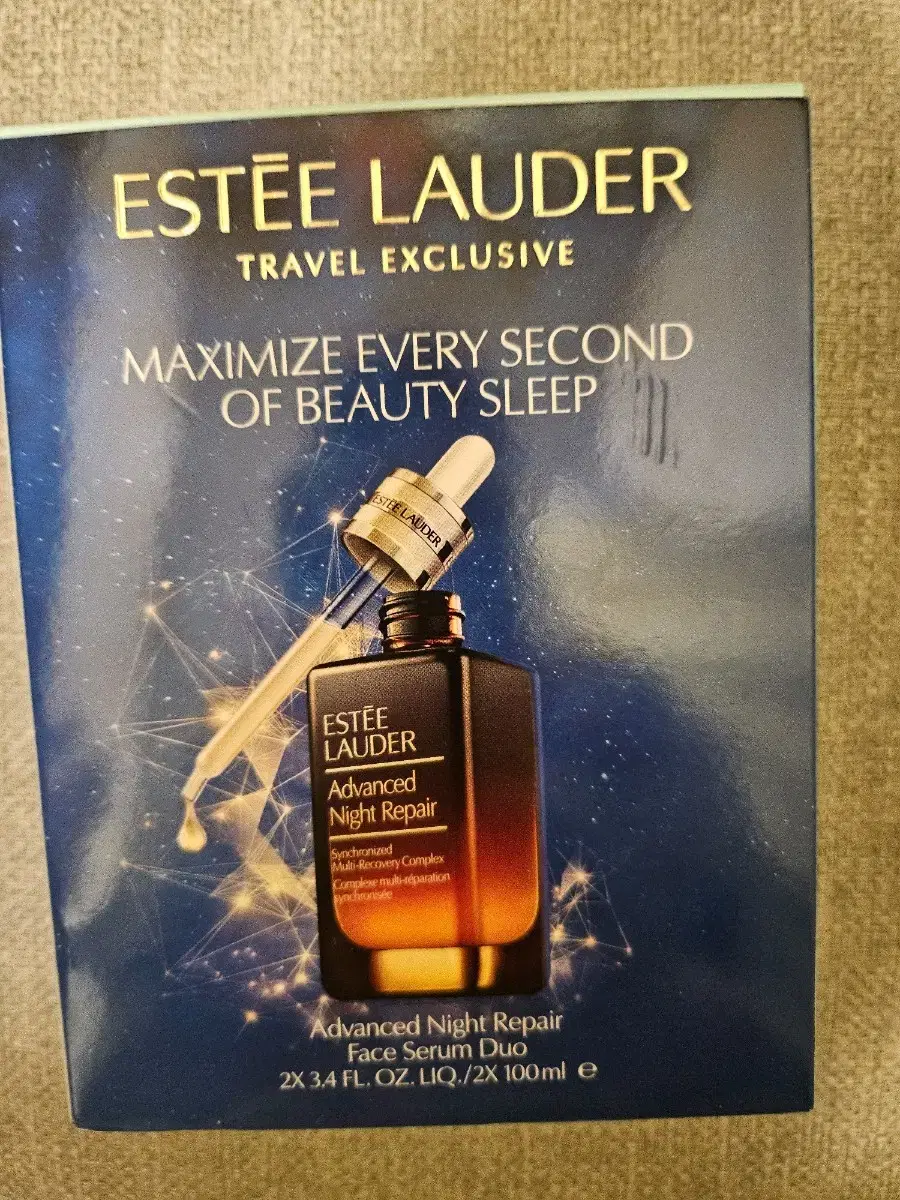 ESTĒE LAUDER
TRAVEL EXCLUSIVE
MAXIMIZE EVERY SECOND
OF BEAUTY SLEEP
ESTĒE LAUDER
ESTĒE
LAUDER
Advanced
Night Repair
Synchronized
Multi-Recovery Complex
Complexe multi-réparation
synchronisée
Advanced Night Repair
Face Serum Duo
2X 3.4 FL. OZ. LIQ./2X 100ml ℮